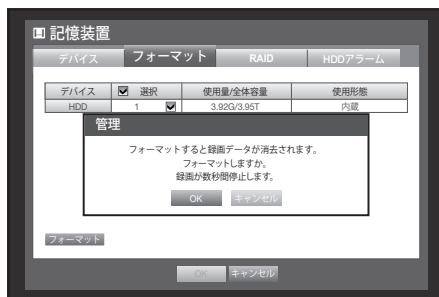 記憶装置
デバイス フォーマット RAID HDDアラーム
デバイス 選択 使用量/全体容量 使用形態
HDD 1 3.92G/3.95T 内蔵
管理
フォーマットすると録画データが消去されます。
フォーマットしますか。
録画が数秒間停止します。
OK キャンセル
フォーマット
OK キャンセル